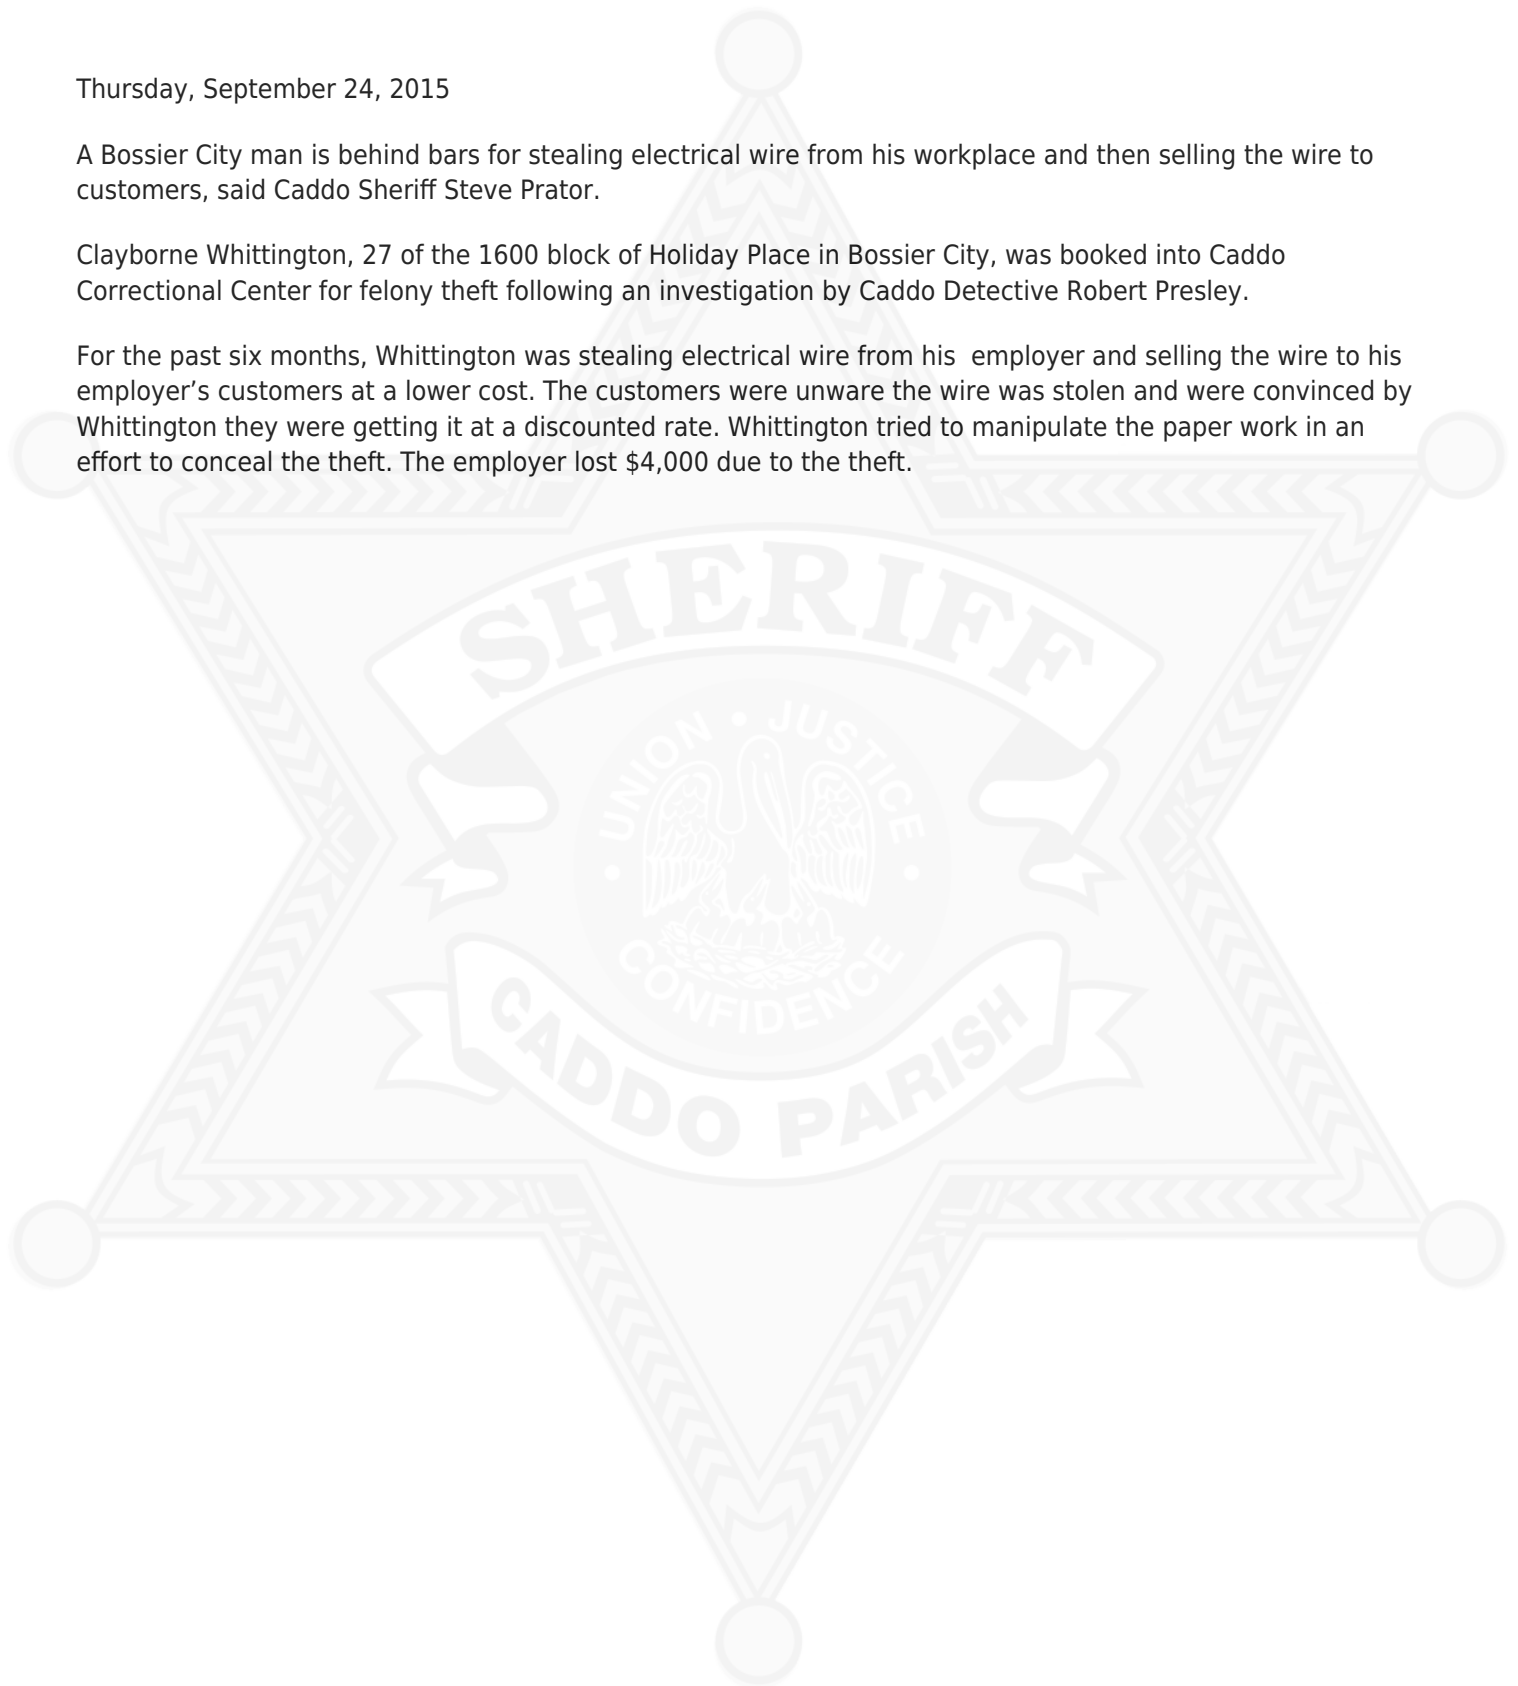 Thursday, September 24, 2015
A Bossier City man is behind bars for stealing electrical wire from his workplace and then selling the wire to
customers, said Caddo Sheriff Steve Prator.
Clayborne Whittington, 27 of the 1600 block of Holiday Place in Bossier City, was booked into Caddo
Correctional Center for felony theft following an investigation by Caddo Detective Robert Presley.
For the past six months, Whittington was stealing electrical wire from his  employer and selling the wire to his
employer’s customers at a lower cost. The customers were unware the wire was stolen and were convinced by
Whittington they were getting it at a discounted rate. Whittington tried to manipulate the paper work in an
effort to conceal the theft. The employer lost $4,000 due to the theft.
SHERIFF
UNION • JUSTICE
• CONFIDENCE •
CADDO PARISH